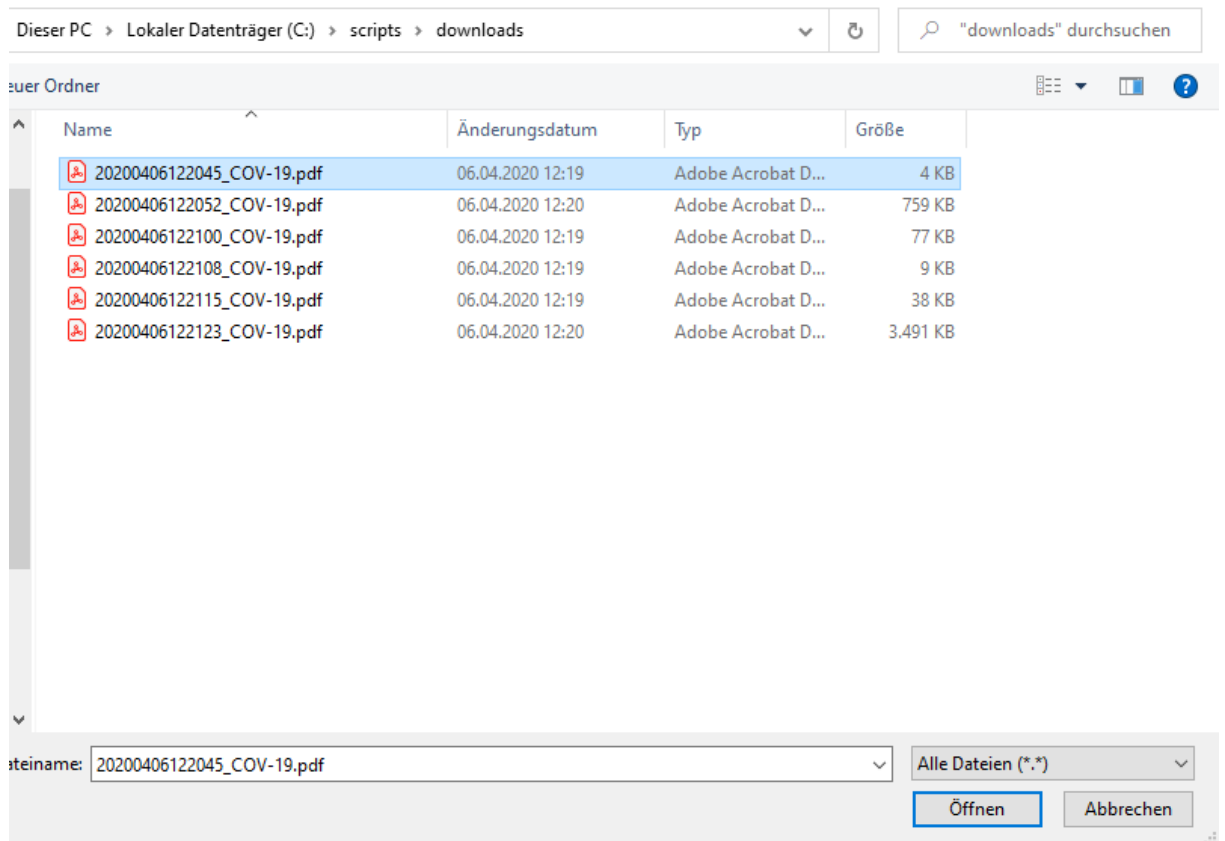 Dieser PC > Lokaler Datenträger (C:) > scripts > downloads "downloads" durchsuchen
euer Ordner ?
Name Änderungsdatum Typ Größe
20200406122045_COV-19.pdf 06.04.2020 12:19 Adobe Acrobat D... 4 KB
20200406122052_COV-19.pdf 06.04.2020 12:20 Adobe Acrobat D... 759 KB
20200406122100_COV-19.pdf 06.04.2020 12:19 Adobe Acrobat D... 77 KB
20200406122108_COV-19.pdf 06.04.2020 12:19 Adobe Acrobat D... 9 KB
20200406122115_COV-19.pdf 06.04.2020 12:19 Adobe Acrobat D... 38 KB
20200406122123_COV-19.pdf 06.04.2020 12:20 Adobe Acrobat D... 3.491 KB
ateiname: 20200406122045_COV-19.pdf Alle Dateien (*.*)
Öffnen Abbrechen